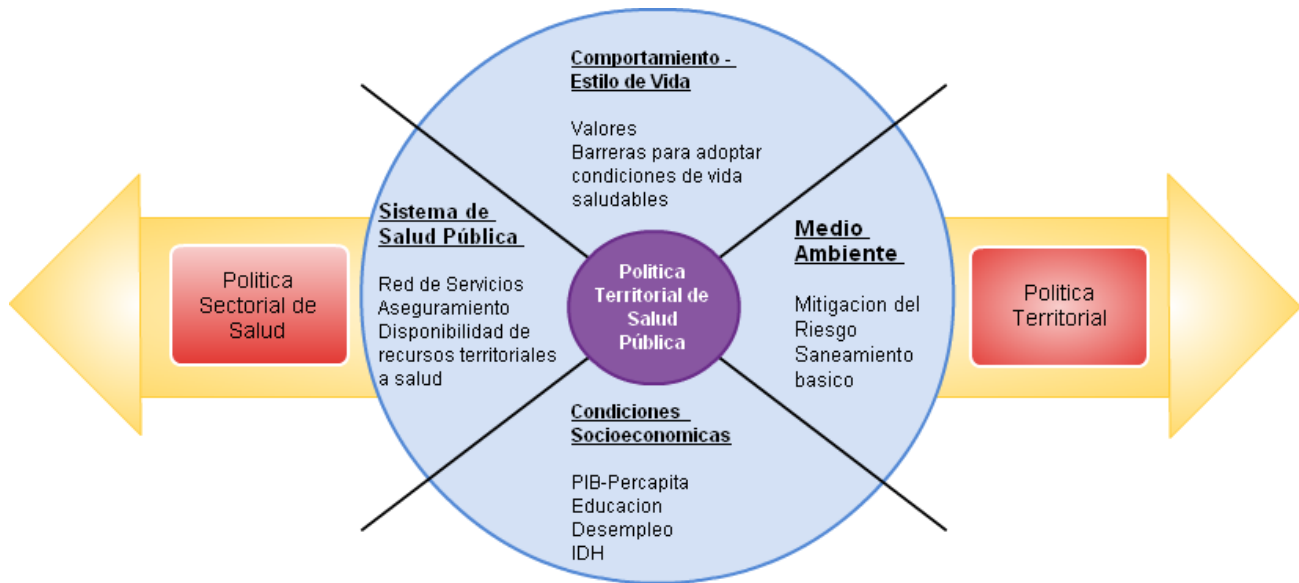 Comportamiento -
Estilo de Vida
Valores
Barreras para adoptar
condiciones de vida
saludables
Sistema de
Salud Pública
Red de Servicios
Aseguramiento
Disponibilidad de
recursos territoriales
a salud
Politica
Sectorial de
Salud
Politica
Territorial de
Salud
Pública
Medio
Ambiente
Mitigacion del
Riesgo
Saneamiento
basico
Politica
Territorial
Condiciones
Socioeconomicas
PIB-Percapita
Educacion
Desempleo
IDH